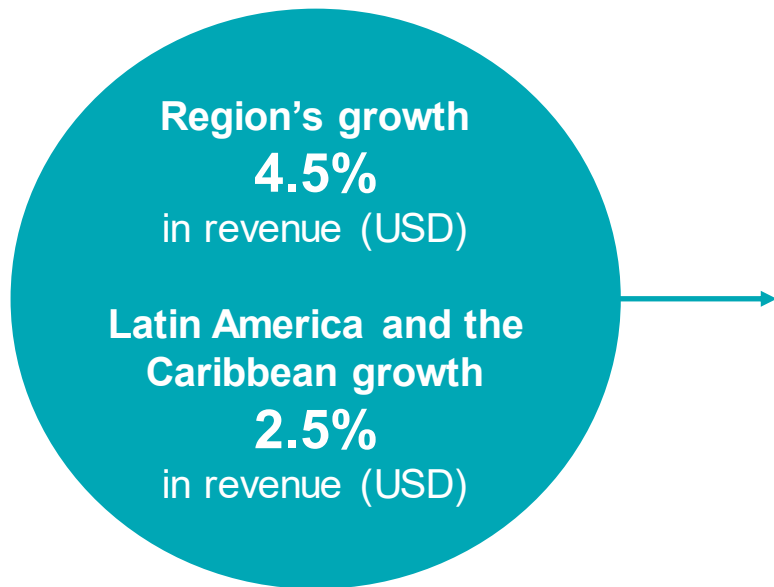 Region’s growth
4.5%
in revenue (USD)
Latin America and the
Caribbean growth
2.5%
in revenue (USD)